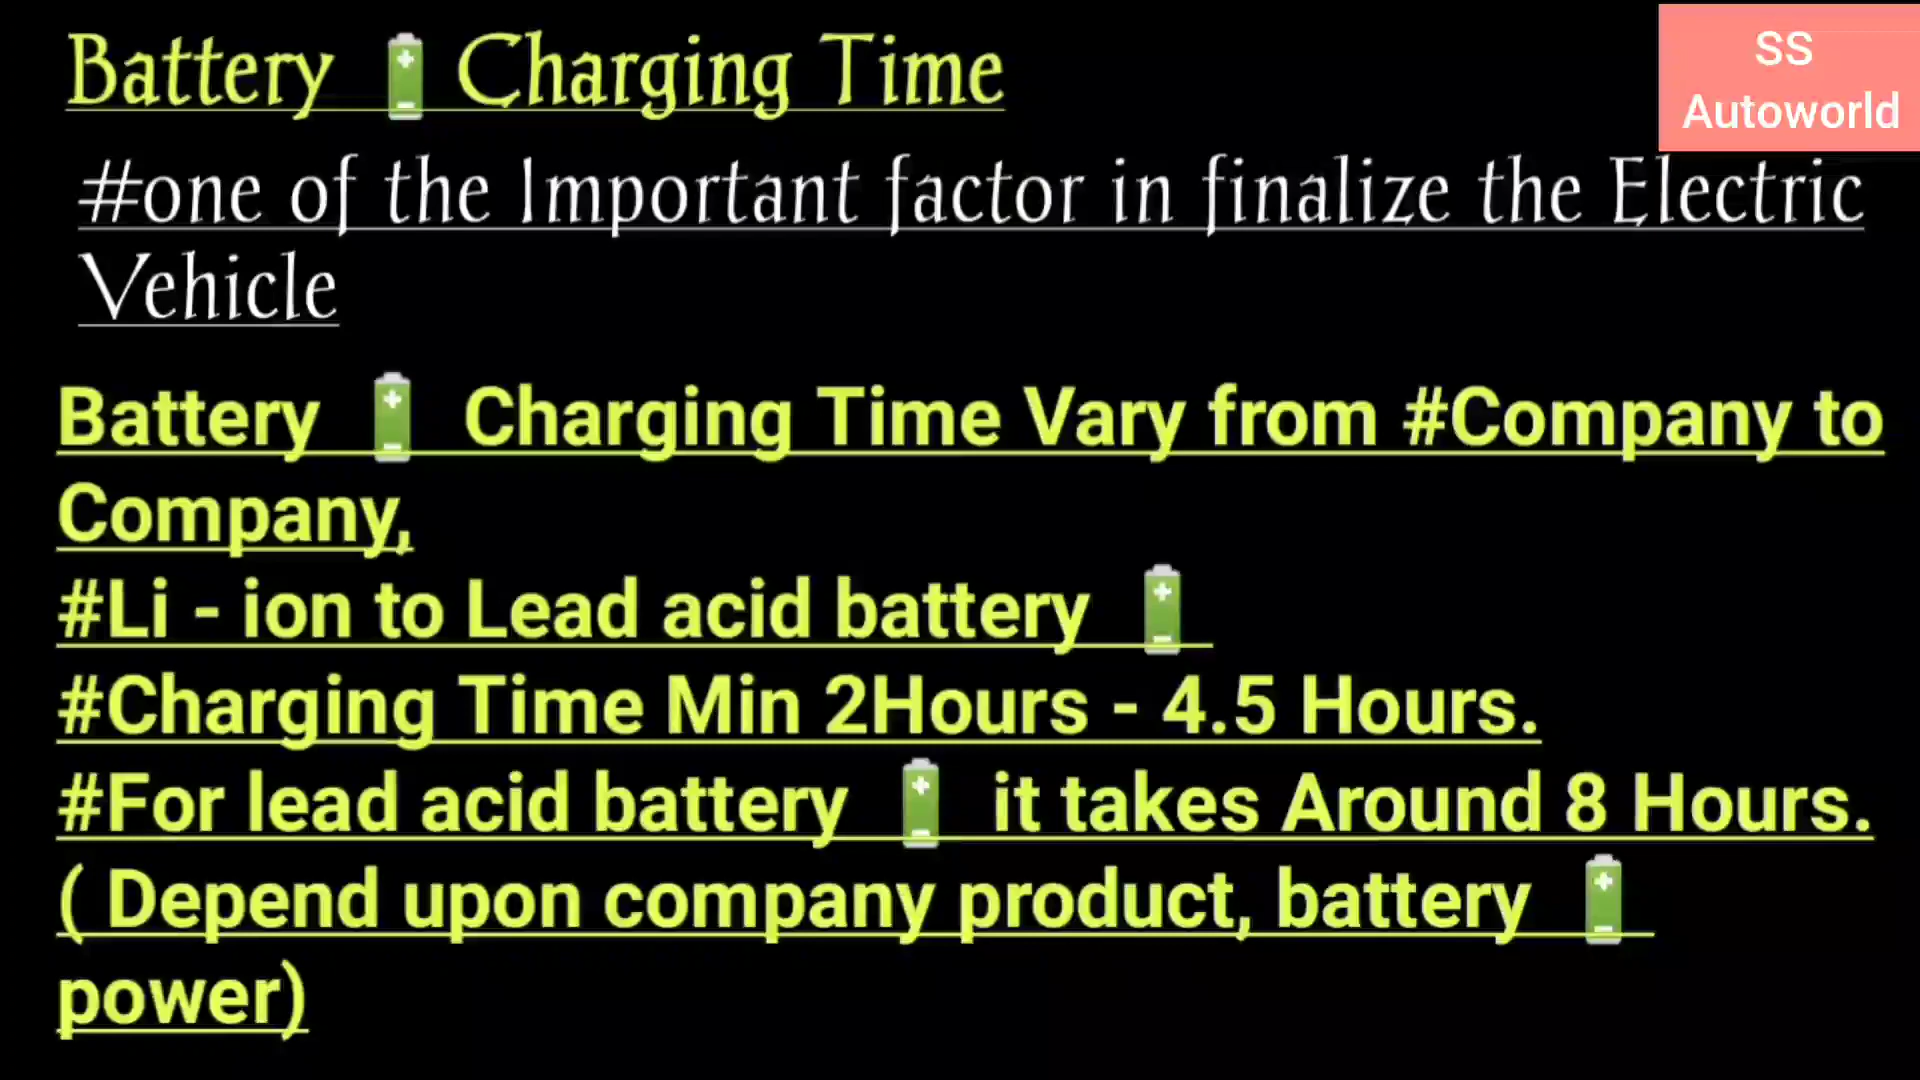 Battery 🔋 Charging Time
SS
Autoworld
#one of the Important factor in finalize the Electric
Vehicle
Battery 🔋 Charging Time Vary from #Company to
Company,
#Li - ion to Lead acid battery 🔋
#Charging Time Min 2Hours - 4.5 Hours.
#For lead acid battery 🔋 it takes Around 8 Hours.
( Depend upon company product, battery 🔋
power)